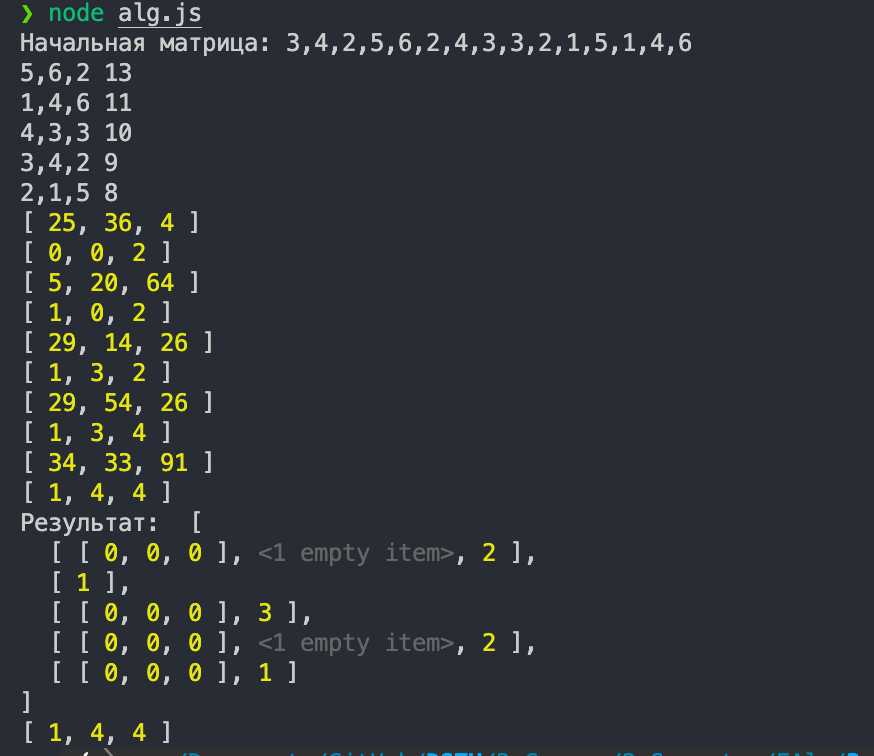 ❯ node alg.js
Начальная матрица: 3,4,2,5,6,2,4,3,3,2,1,5,1,4,6
5,6,2 13
1,4,6 11
4,3,3 10
3,4,2 9
2,1,5 8
[ 25, 36, 4 ]
[ 0, 0, 2 ]
[ 5, 20, 64 ]
[ 1, 0, 2 ]
[ 29, 14, 26 ]
[ 1, 3, 2 ]
[ 29, 54, 26 ]
[ 1, 3, 4 ]
[ 34, 33, 91 ]
[ 1, 4, 4 ]
Результат:  [
  [ [ 0, 0, 0 ], <1 empty item>, 2 ],
  [ 1 ],
  [ [ 0, 0, 0 ], 3 ],
  [ [ 0, 0, 0 ], <1 empty item>, 2 ],
  [ [ 0, 0, 0 ], 1 ]
]
[ 1, 4, 4 ]